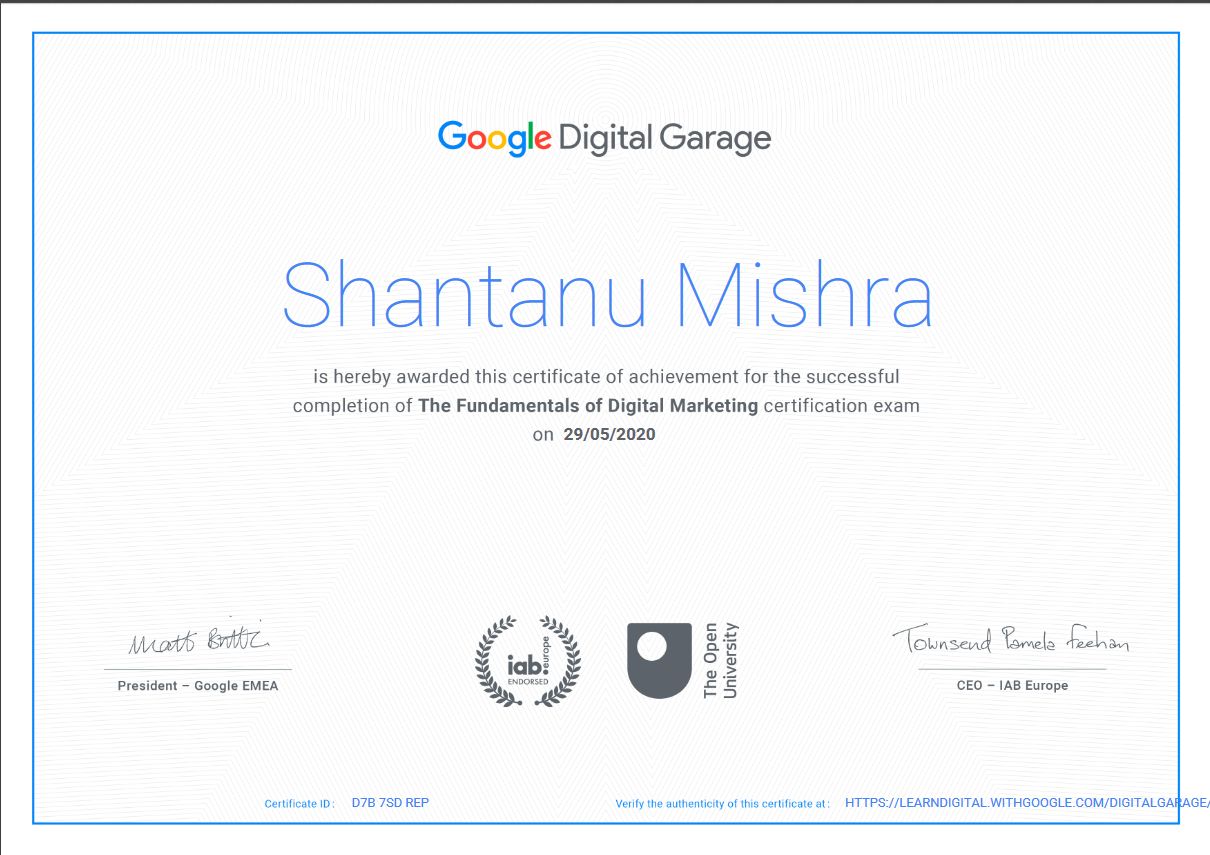 Google Digital Garage
Shantanu Mishra
is hereby awarded this certificate of achievement for the successful
completion of The Fundamentals of Digital Marketing certification exam
on 29/05/2020
Matt Brittin
President – Google EMEA
iab.europe
ENDORSED
The Open
University
Townsend Pamela Feehan
CEO – IAB Europe
Certificate ID: D7B 7SD REP
Verify the authenticity of this certificate at: HTTPS://LEARNDIGITAL.WITHGOOGLE.COM/DIGITALGARAGE/